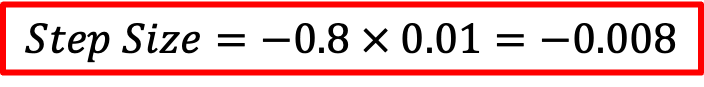 Step Size = −0.8 × 0.01 = −0.008